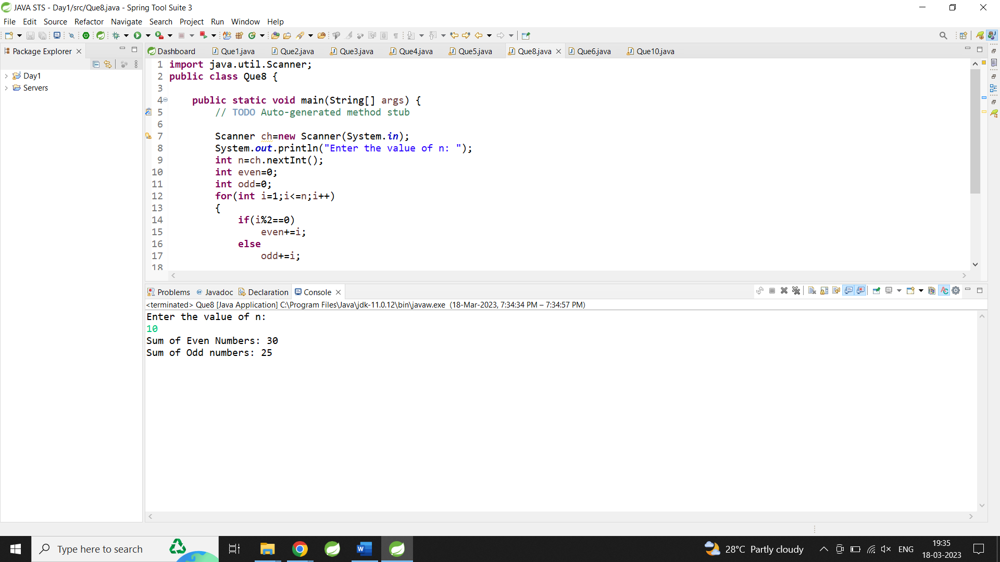 JAVA STS - Day1/src/Que8.java - Spring Tool Suite 3
File Edit Source Refactor Navigate Search Project Run Window Help
Package Explorer
Dashboard Que1.java Que2.java Que3.java Que4.java Que5.java Que8.java Que6.java Que10.java
Day1
Servers
1 import java.util.Scanner;
2 public class Que8 {
3
4 public static void main(String[] args) {
5 // TODO Auto-generated method stub
6
7 Scanner ch=new Scanner(System.in);
8 System.out.println("Enter the value of n: ");
9 int n=ch.nextInt();
10 int even=0;
11 int odd=0;
12 for(int i=1;i<=n;i++)
13 {
14 if(i%2==0)
15 even+=i;
16 else
17 odd+=i;
18
Problems Javadoc Declaration Console
<terminated> Que8 [Java Application] C:\Program Files\Java\jdk-11.0.12\bin\javaw.exe (18-Mar-2023, 7:34:34 PM – 7:34:57 PM)
Enter the value of n:
10
Sum of Even Numbers: 30
Sum of Odd numbers: 25
Type here to search
28°C Partly cloudy
ENG
19:35
18-03-2023